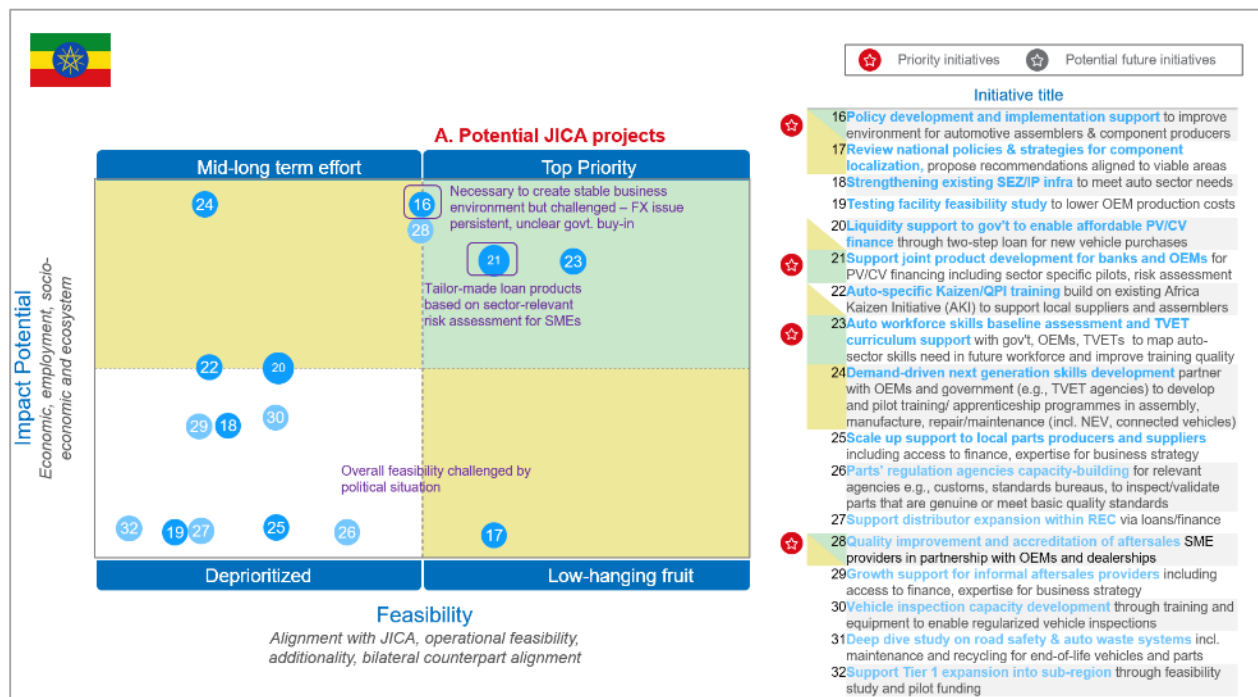 Priority initiatives
Potential future initiatives
Initiative title
A. Potential JICA projects
Mid-long term effort
Top Priority
24
16
28
Necessary to create stable business
environment but challenged – FX issue
persistent, unclear govt. buy-in
21
23
Tailor-made loan products
based on sector-relevant
risk assessment for SMEs
22
20
29
18
30
Overall feasibility challenged by
political situation
32
19
27
25
26
17
Deprioritized
Low-hanging fruit
Impact Potential
Economic, employment, socio-
economic and ecosystem
Feasibility
Alignment with JICA, operational feasibility,
additionality, bilateral counterpart alignment
16 Policy development and implementation support to improve
environment for automotive assemblers & component producers
17 Review national policies & strategies for component
localization, propose recommendations aligned to viable areas
18 Strengthening existing SEZ/IP infra to meet auto sector needs
19 Testing facility feasibility study to lower OEM production costs
20 Liquidity support to gov't to enable affordable PV/CV
finance through two-step loan for new vehicle purchases
21 Support joint product development for banks and OEMs for
PV/CV financing including sector specific pilots, risk assessment
22 Auto-specific Kaizen/QPI training build on existing Africa
Kaizen Initiative (AKI) to support local suppliers and assemblers
23 Auto workforce skills baseline assessment and TVET
curriculum support with gov't, OEMs, TVETs to map auto-
sector skills need in future workforce and improve training quality
24 Demand-driven next generation skills development partner
with OEMs and government (e.g., TVET agencies) to develop
and pilot training/ apprenticeship programmes in assembly,
manufacture, repair/maintenance (incl. NEV, connected vehicles)
25 Scale up support to local parts producers and suppliers
including access to finance, expertise for business strategy
26 Parts' regulation agencies capacity-building for relevant
agencies e.g., customs, standards bureaus, to inspect/validate
parts that are genuine or meet basic quality standards
27 Support distributor expansion within REC via loans/finance
28 Quality improvement and accreditation of aftersales SME
providers in partnership with OEMs and dealerships
29 Growth support for informal aftersales providers including
access to finance, expertise for business strategy
30 Vehicle inspection capacity development through training and
equipment to enable regularized vehicle inspections
31 Deep dive study on road safety & auto waste systems incl.
maintenance and recycling for end-of-life vehicles and parts
32 Support Tier 1 expansion into sub-region through feasibility
study and pilot funding